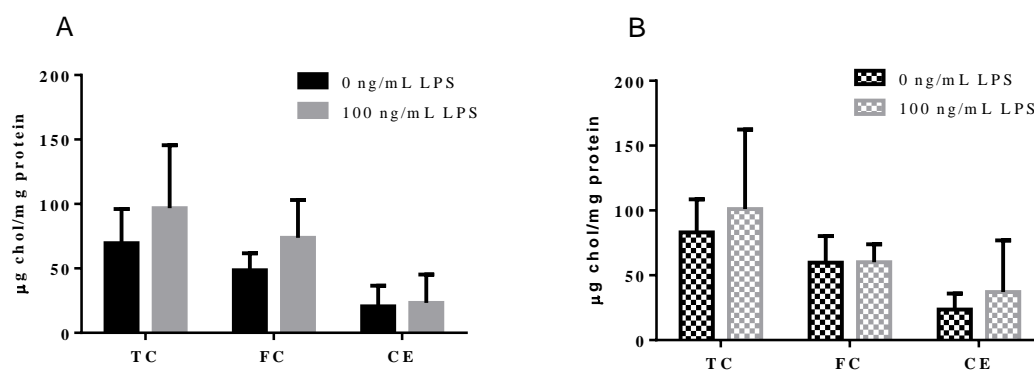 A
200
150
100
50
0
µg chol/mg protein
0 ng/mL LPS
100 ng/mL LPS
TC FC CE
B
200
150
100
50
0
µg chol/mg protein
0 ng/mL LPS
100 ng/mL LPS
TC FC CE